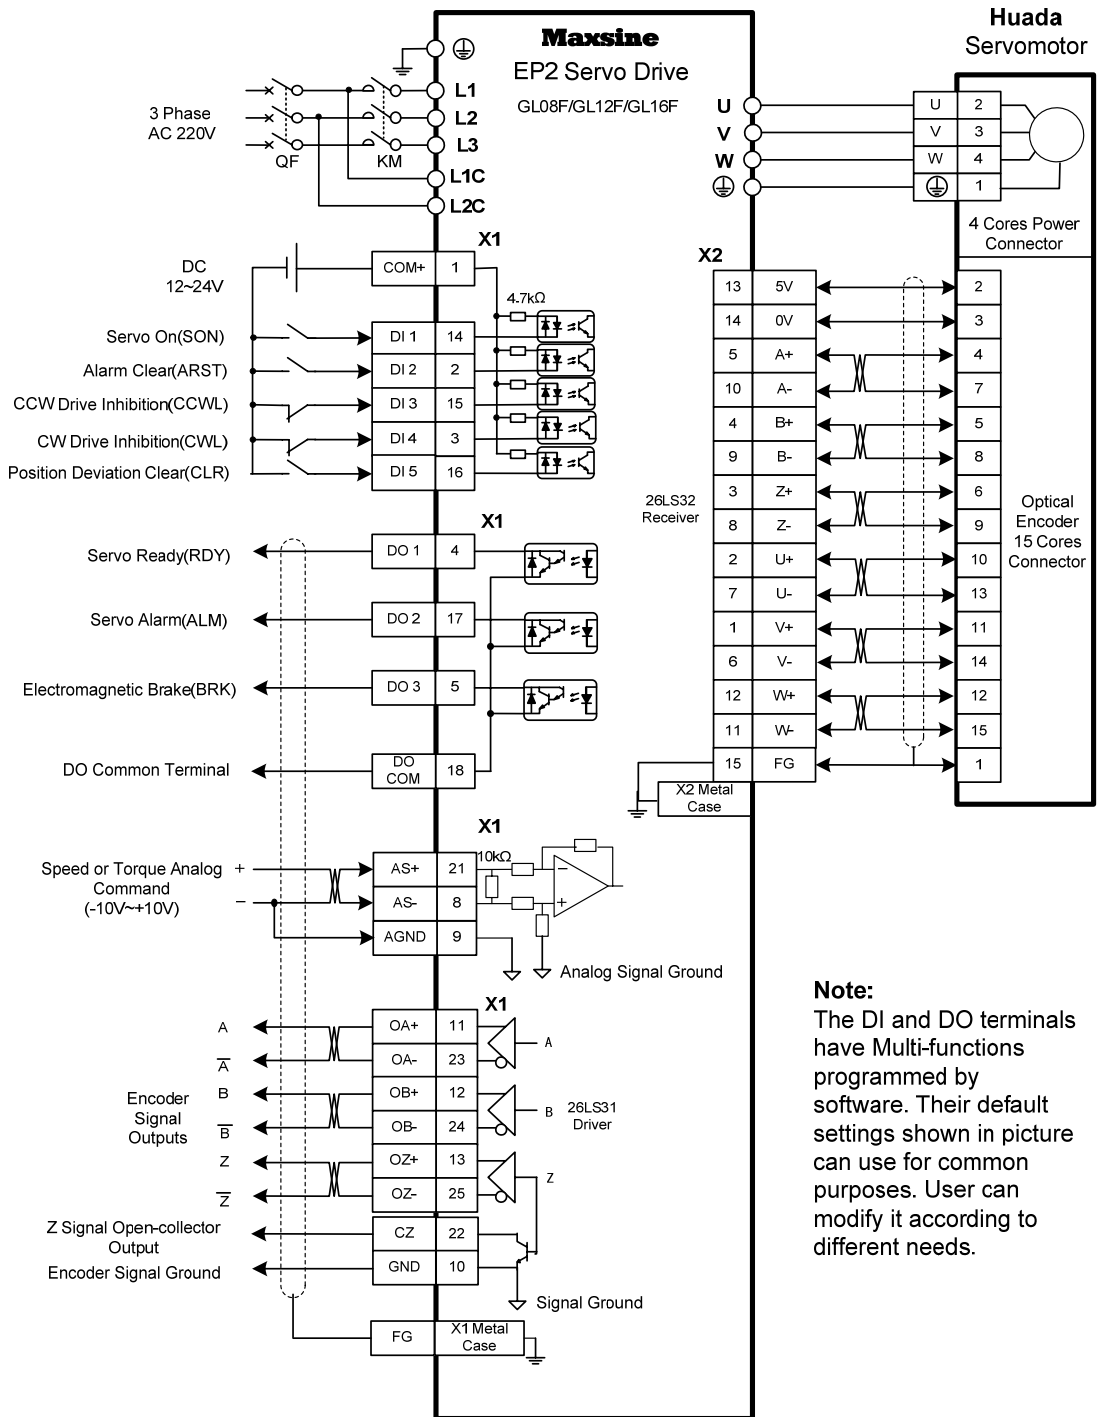 Maxsine
EP2 Servo Drive
GL08F/GL12F/GL16F
Huada
Servomotor
3 Phase
AC 220V
QF
KM
L1
L2
L3
L1C
L2C
U
V
W
U 2
V 3
W 4
1
4 Cores Power
Connector
X1
DC
12~24V
COM+ 1
4.7kΩ
Servo On(SON) DI 1 14
Alarm Clear(ARST) DI 2 2
CCW Drive Inhibition(CCWL) DI 3 15
CW Drive Inhibition(CWL) DI 4 3
Position Deviation Clear(CLR) DI 5 16
X1
Servo Ready(RDY) DO 1 4
Servo Alarm(ALM) DO 2 17
Electromagnetic Brake(BRK) DO 3 5
DO Common Terminal DO COM 18
X2
13 5V 2
14 0V 3
5 A+ 4
10 A- 7
4 B+ 5
9 B- 8
3 Z+ 6
8 Z- 9
2 U+ 10
7 U- 13
1 V+ 11
6 V- 14
12 W+ 12
11 W- 15
15 FG 1
26LS32
Receiver
X2 Metal
Case
Optical
Encoder
15 Cores
Connector
X1
Speed or Torque Analog
Command
(-10V~+10V)
+
−
AS+ 21
AS- 8
AGND 9
10kΩ
−
+
Analog Signal Ground
X1
Encoder
Signal
Outputs
A OA+ 11
A̅ OA- 23
A
B OB+ 12
B̅ OB- 24
B
26LS31
Driver
Z OZ+ 13
Z̅ OZ- 25
Z
Z Signal Open-collector
Output
CZ 22
Encoder Signal Ground GND 10
Signal Ground
FG
X1 Metal
Case
Note:
The DI and DO terminals
have Multi-functions
programmed by
software. Their default
settings shown in picture
can use for common
purposes. User can
modify it according to
different needs.